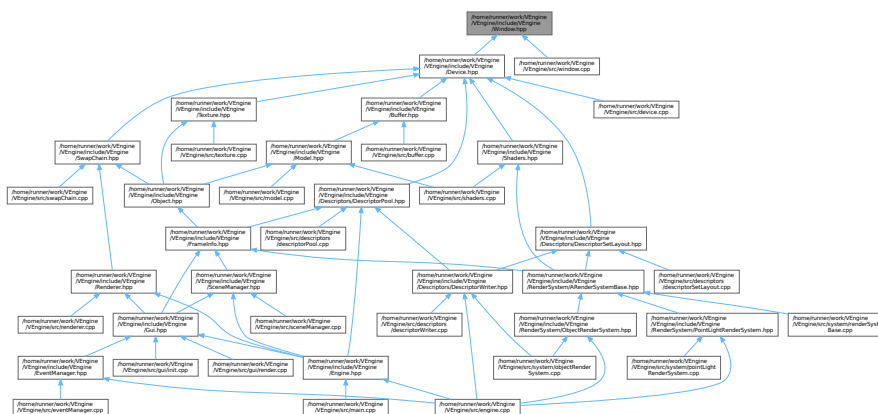 /home/runner/work/VEngine
/VEngine/include/VEngine
/Window.hpp
/home/runner/work/VEngine
/VEngine/include/VEngine
/Device.hpp
/home/runner/work/VEngine
/VEngine/src/window.cpp
/home/runner/work/VEngine
/VEngine/include/VEngine
/Texture.hpp
/home/runner/work/VEngine
/VEngine/include/VEngine
/Buffer.hpp
/home/runner/work/VEngine
/VEngine/src/device.cpp
/home/runner/work/VEngine
/VEngine/include/VEngine
/SwapChain.hpp
/home/runner/work/VEngine
/VEngine/src/texture.cpp
/home/runner/work/VEngine
/VEngine/include/VEngine
/Model.hpp
/home/runner/work/VEngine
/VEngine/src/buffer.cpp
/home/runner/work/VEngine
/VEngine/include/VEngine
/Shaders.hpp
/home/runner/work/VEngine
/VEngine/src/swapChain.cpp
/home/runner/work/VEngine
/VEngine/include/VEngine
/Object.hpp
/home/runner/work/VEngine
/VEngine/src/model.cpp
/home/runner/work/VEngine
/VEngine/include/VEngine
/Descriptors/DescriptorPool.hpp
/home/runner/work/VEngine
/VEngine/src/shaders.cpp
/home/runner/work/VEngine
/VEngine/include/VEngine
/FrameInfo.hpp
/home/runner/work/VEngine
/VEngine/src/descriptors
/descriptorPool.cpp
/home/runner/work/VEngine
/VEngine/include/VEngine
/Descriptors/DescriptorSetLayout.hpp
/home/runner/work/VEngine
/VEngine/include/VEngine
/Renderer.hpp
/home/runner/work/VEngine
/VEngine/include/VEngine
/SceneManager.hpp
/home/runner/work/VEngine
/VEngine/include/VEngine
/Descriptors/DescriptorWriter.hpp
/home/runner/work/VEngine
/VEngine/include/VEngine
/RenderSystem/ARenderSystemBase.hpp
/home/runner/work/VEngine
/VEngine/src/descriptors
/descriptorSetLayout.cpp
/home/runner/work/VEngine
/VEngine/src/renderer.cpp
/home/runner/work/VEngine
/VEngine/include/VEngine
/Gui.hpp
/home/runner/work/VEngine
/VEngine/src/sceneManager.cpp
/home/runner/work/VEngine
/VEngine/src/descriptors
/descriptorWriter.cpp
/home/runner/work/VEngine
/VEngine/include/VEngine
/RenderSystem/ObjectRenderSystem.hpp
/home/runner/work/VEngine
/VEngine/include/VEngine
/RenderSystem/PointLightRenderSystem.hpp
/home/runner/work/VEngine
/VEngine/src/system/renderSyst
Base.cpp
/home/runner/work/VEngine
/VEngine/include/VEngine
/EventManager.hpp
/home/runner/work/VEngine
/VEngine/src/gui/init.cpp
/home/runner/work/VEngine
/VEngine/src/gui/render.cpp
/home/runner/work/VEngine
/VEngine/include/VEngine
/Engine.hpp
/home/runner/work/VEngine
/VEngine/src/system/objectRender
System.cpp
/home/runner/work/VEngine
/VEngine/src/system/pointLight
RenderSystem.cpp
/home/runner/work/VEngine
/VEngine/src/eventManager.cpp
/home/runner/work/VEngine
/VEngine/src/main.cpp
/home/runner/work/VEngine
/VEngine/src/engine.cpp